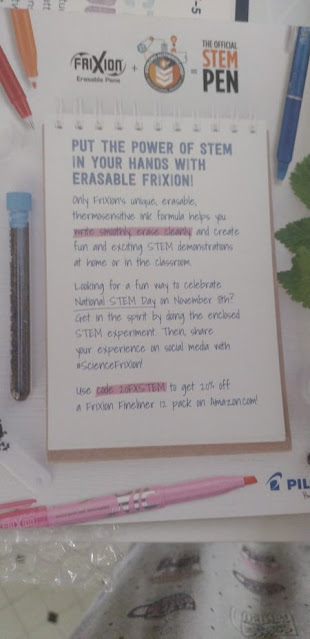 -5
FRIXION
Erasable Pens
+
=
THE OFFICIAL
STEM
PEN
PUT THE POWER OF STEM
IN YOUR HANDS WITH
ERASABLE FRIXION!
Only FriXion's unique, erasable,
thermosensitive ink formula helps you
write smoothly, erase cleanly and create
fun and exciting STEM demonstrations
at home or in the classroom.
Looking for a fun way to celebrate
National STEM Day on November 8th?
Get in the spirit by doing the enclosed
STEM experiment. Then, share
your experience on social media with
#ScienceFriXion!
Use code 20FXSTEM to get 20% off
a FriXion Fineliner 12 pack on Amazon.com!
FRIXION
PIL